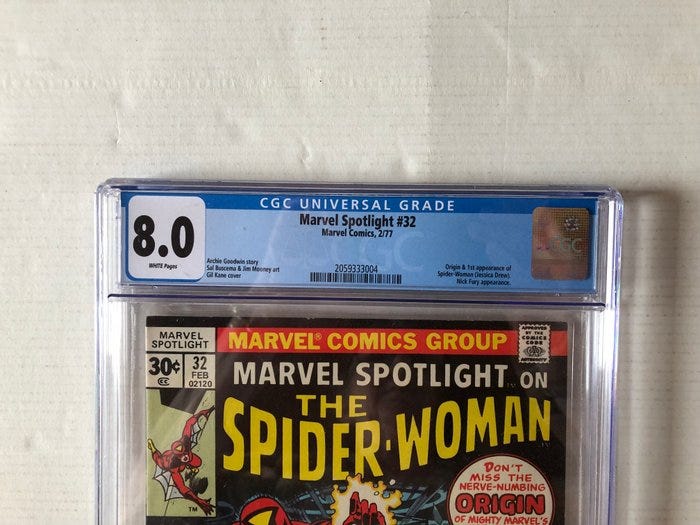 CGC UNIVERSAL GRADE
8.0
WHITE Pages
Marvel Spotlight #32
Marvel Comics, 2/77
Archie Goodwin story
Sal Buscema & Jim Mooney art
Gil Kane cover
2059333004
Origin & 1st appearance of
Spider-Woman (Jessica Drew).
Nick Fury appearance.
CGC
MARVEL
SPOTLIGHT
30¢
CC
32
FEB
02120
MARVEL® COMICS GROUP
APPROVED
BY THE
COMICS
CODE
AUTHORITY
MARVEL SPOTLIGHT ON
THE
SPIDER-WOMAN
TM
DON'T
MISS THE
NERVE-NUMBING
ORIGIN
OF MIGHTY MARVEL'S